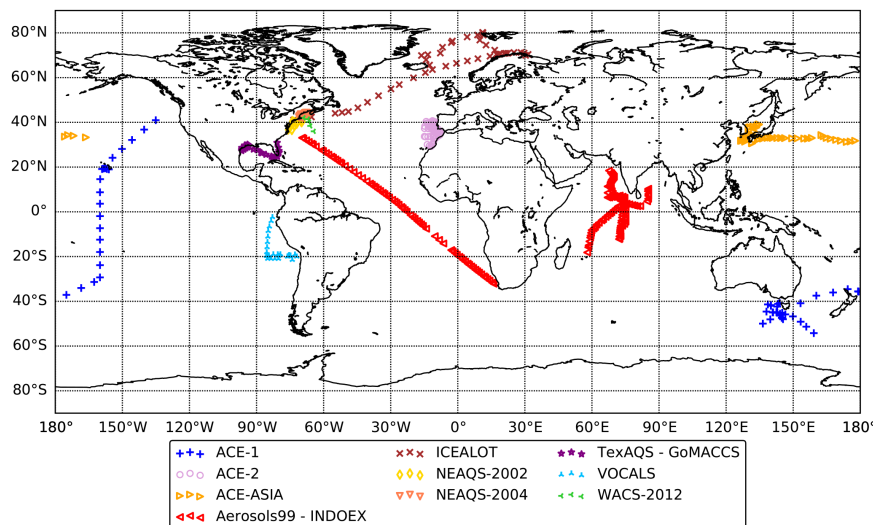 80°N
60°N
40°N
20°N
0°
20°S
40°S
60°S
80°S
180° 150°W 120°W 90°W 60°W 30°W 0° 30°E 60°E 90°E 120°E 150°E 180°
ACE-1 ICEALOT TexAQS - GoMACCS
ACE-2 NEAQS-2002 VOCALS
ACE-ASIA NEAQS-2004 WACS-2012
Aerosols99 - INDOEX